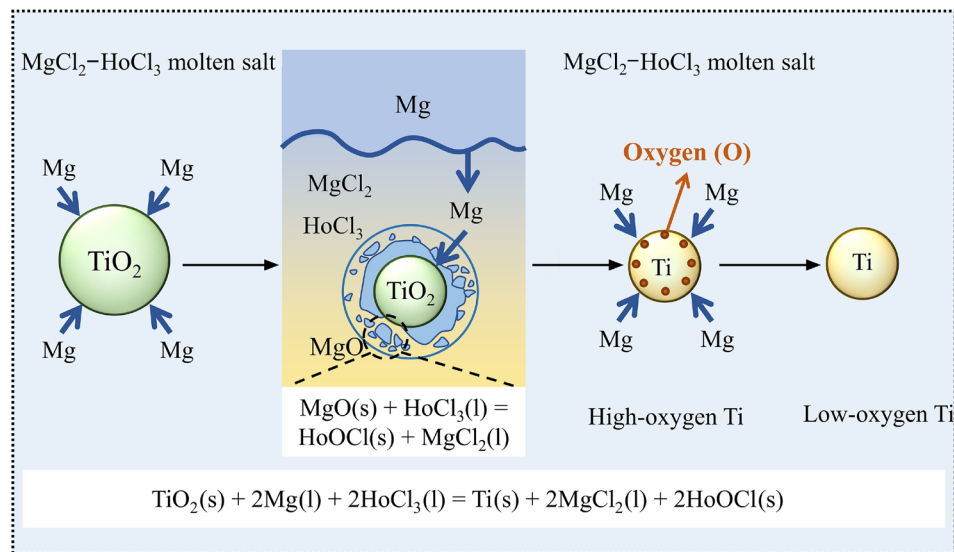 MgCl₂−HoCl₃ molten salt
MgCl₂−HoCl₃ molten salt
Mg
Mg
Mg
TiO₂
Mg
Mg
MgCl₂
HoCl₃
Mg
TiO₂
MgO
MgO(s) + HoCl₃(l) =
HoOCl(s) + MgCl₂(l)
Oxygen (O)
Mg
Mg
Ti
Mg
Mg
High-oxygen Ti
Ti
Low-oxygen Ti
TiO₂(s) + 2Mg(l) + 2HoCl₃(l) = Ti(s) + 2MgCl₂(l) + 2HoOCl(s)